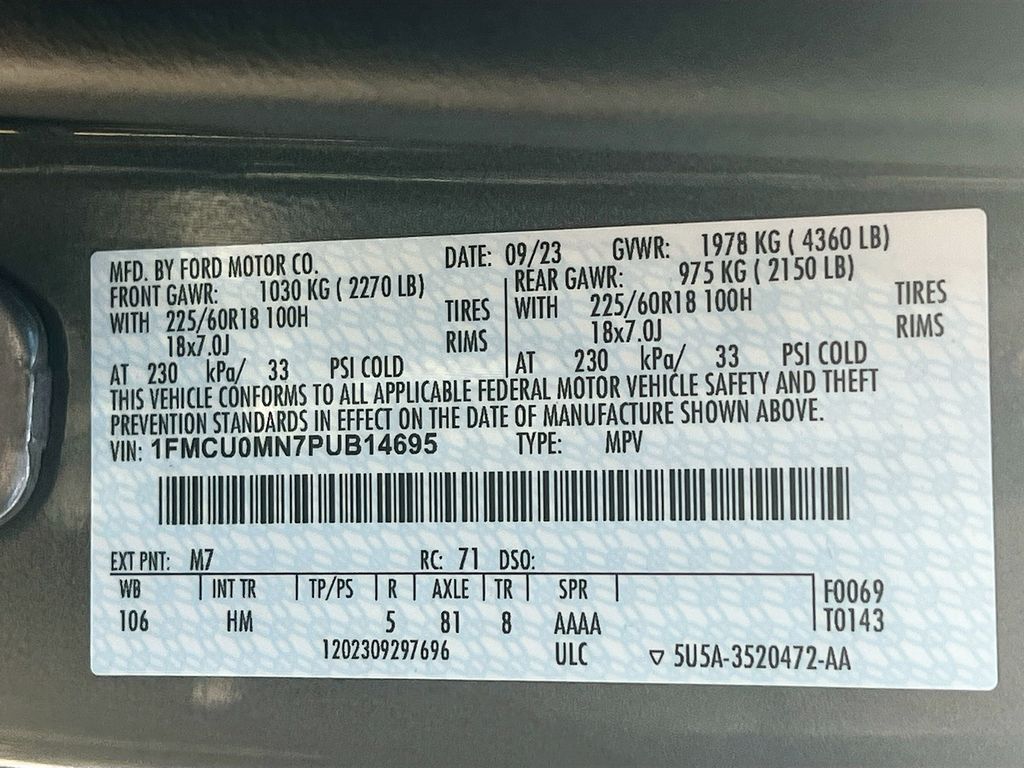 MFD. BY FORD MOTOR CO. DATE: 09/23 GVWR: 1978 KG ( 4360 LB)
FRONT GAWR: 1030 KG ( 2270 LB) REAR GAWR: 975 KG ( 2150 LB)
WITH 225/60R18 100H TIRES WITH 225/60R18 100H TIRES
18x7.0J RIMS 18x7.0J RIMS
AT 230 kPa/ 33 PSI COLD AT 230 kPa/ 33 PSI COLD
THIS VEHICLE CONFORMS TO ALL APPLICABLE FEDERAL MOTOR VEHICLE SAFETY AND THEFT
PREVENTION STANDARDS IN EFFECT ON THE DATE OF MANUFACTURE SHOWN ABOVE.
VIN: 1FMCU0MN7PUB14695 TYPE: MPV
EXT PNT: M7 RC: 71 DSO:
WB INT TR TP/PS R AXLE TR SPR F0069
106 HM 5 81 8 AAAA T0143
1202309297696 ULC ▽ 5U5A-3520472-AA